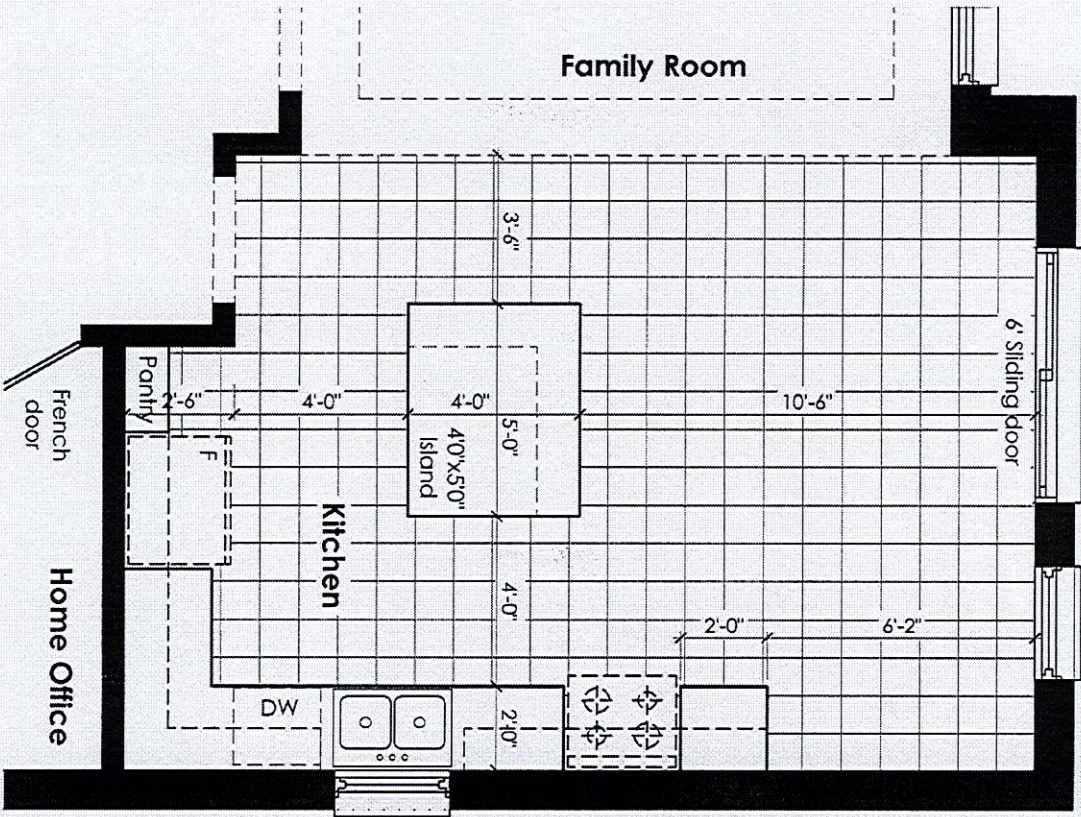 Family Room
3'-6"
6' Sliding door
Pantry
2'-6"
4'-0"
4'-0"
10'-6"
5'-0"
4'0"x5'0"
Island
French
door
F
Kitchen
4'-0"
2'-0"
6'-2"
Home Office
DW
2'-0"